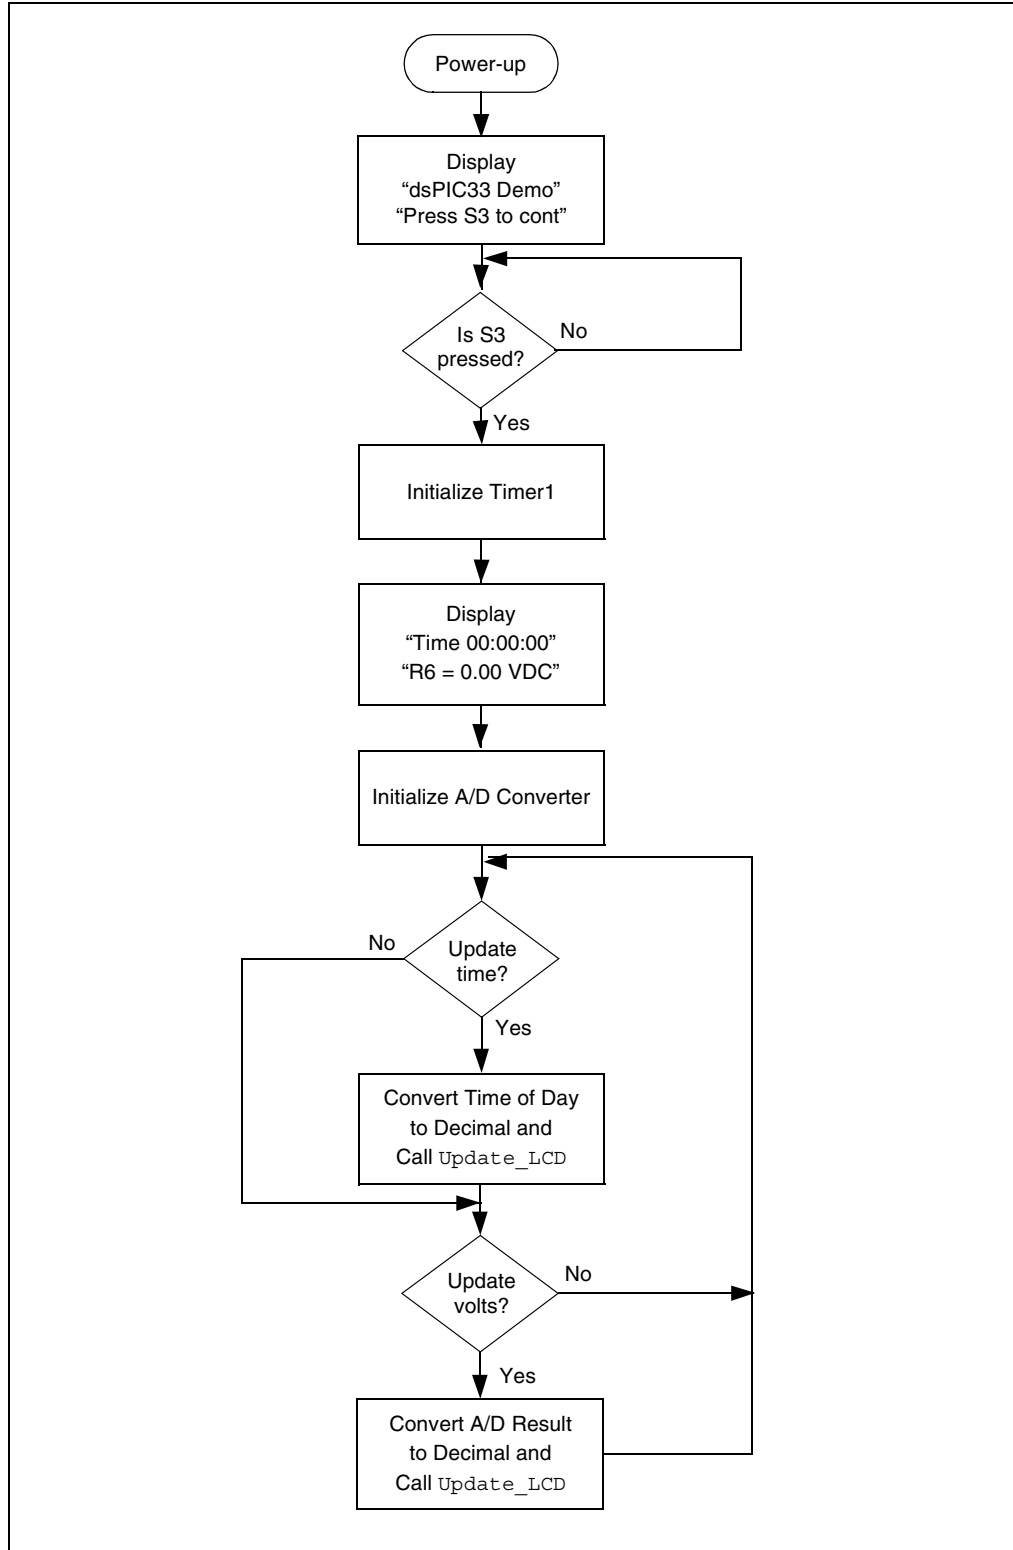 Power-up
Display
“dsPIC33 Demo”
“Press S3 to cont”
Is S3
pressed?
No
Yes
Initialize Timer1
Display
“Time 00:00:00”
“R6 = 0.00 VDC”
Initialize A/D Converter
Update
time?
No
Yes
Convert Time of Day
to Decimal and
Call Update_LCD
Update
volts?
No
Yes
Convert A/D Result
to Decimal and
Call Update_LCD